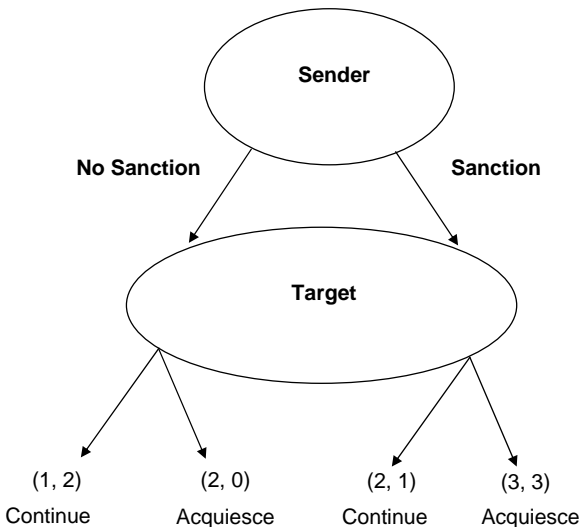 Sender
No Sanction Sanction
Target
(1, 2) (2, 0) (2, 1) (3, 3)
Continue Acquiesce Continue Acquiesce